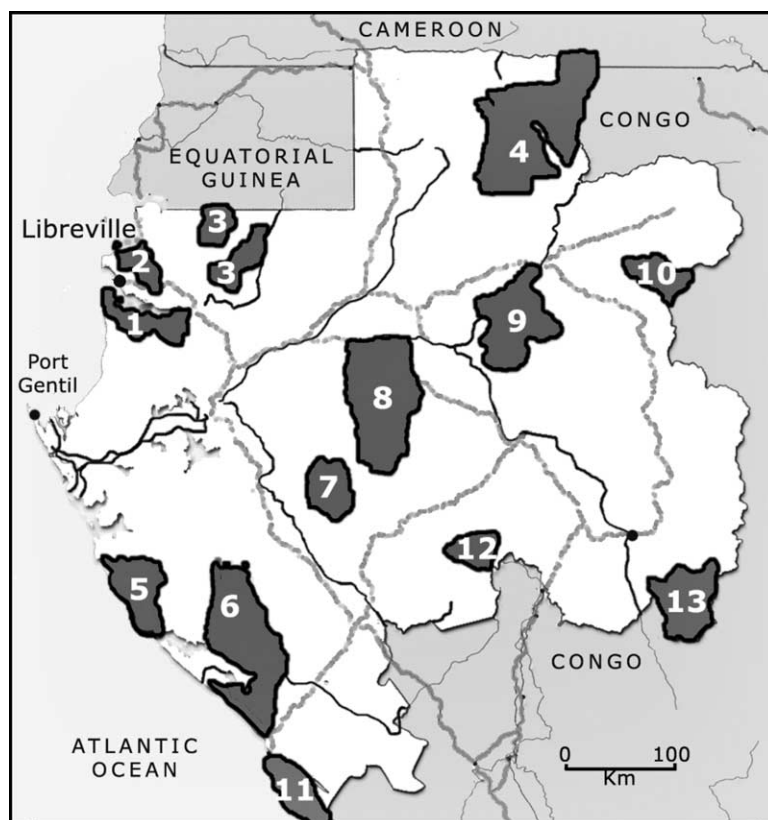 CAMEROON
CONGO
4
EQUATORIAL
GUINEA
3
Libreville
2
3
10
1
9
Port
Gentil
8
7
12
5
6
13
CONGO
ATLANTIC
OCEAN
0 100
Km
11